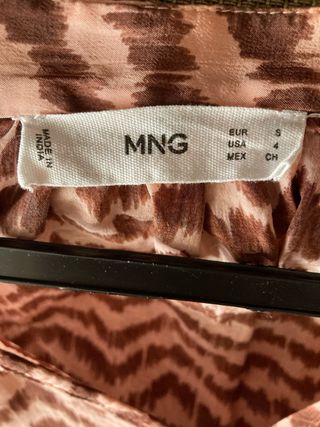 MADE IN
INDIA
MNG
EUR S
USA 4
MEX CH